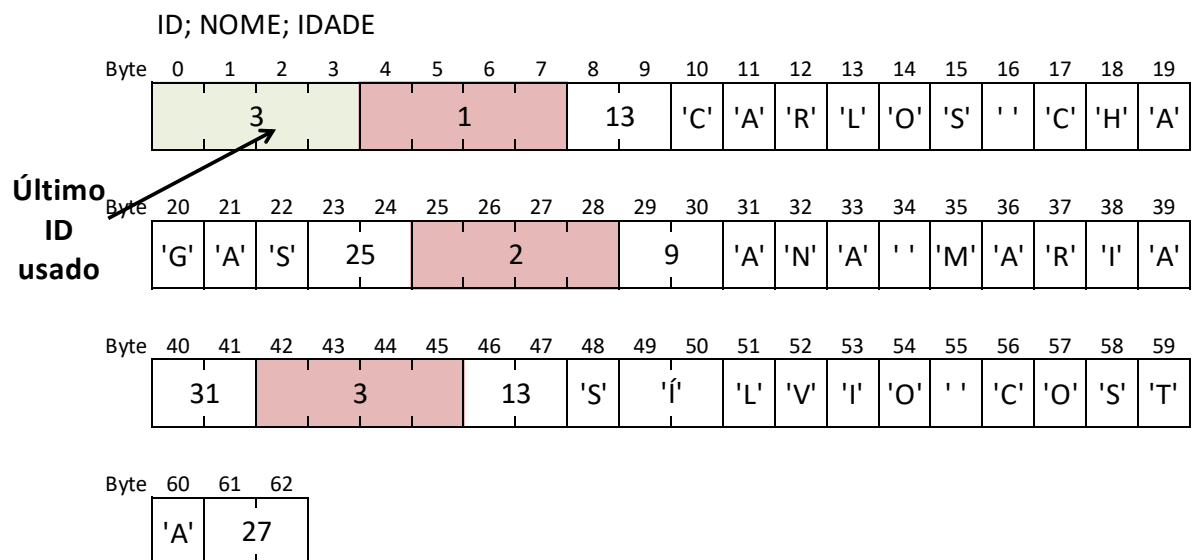 ID; NOME; IDADE
Byte 0 1 2 3 4 5 6 7 8 9 10 11 12 13 14 15 16 17 18 19
3 1 13 'C' 'A' 'R' 'L' 'O' 'S' ' ' 'C' 'H' 'A'
Último ID usado
Byte 20 21 22 23 24 25 26 27 28 29 30 31 32 33 34 35 36 37 38 39
'G' 'A' 'S' 25 2 9 'A' 'N' 'A' ' ' 'M' 'A' 'R' 'I' 'A'
Byte 40 41 42 43 44 45 46 47 48 49 50 51 52 53 54 55 56 57 58 59
31 3 13 'S' 'Í' 'L' 'V' 'I' 'O' ' ' 'C' 'O' 'S' 'T'
Byte 60 61 62
'A' 27